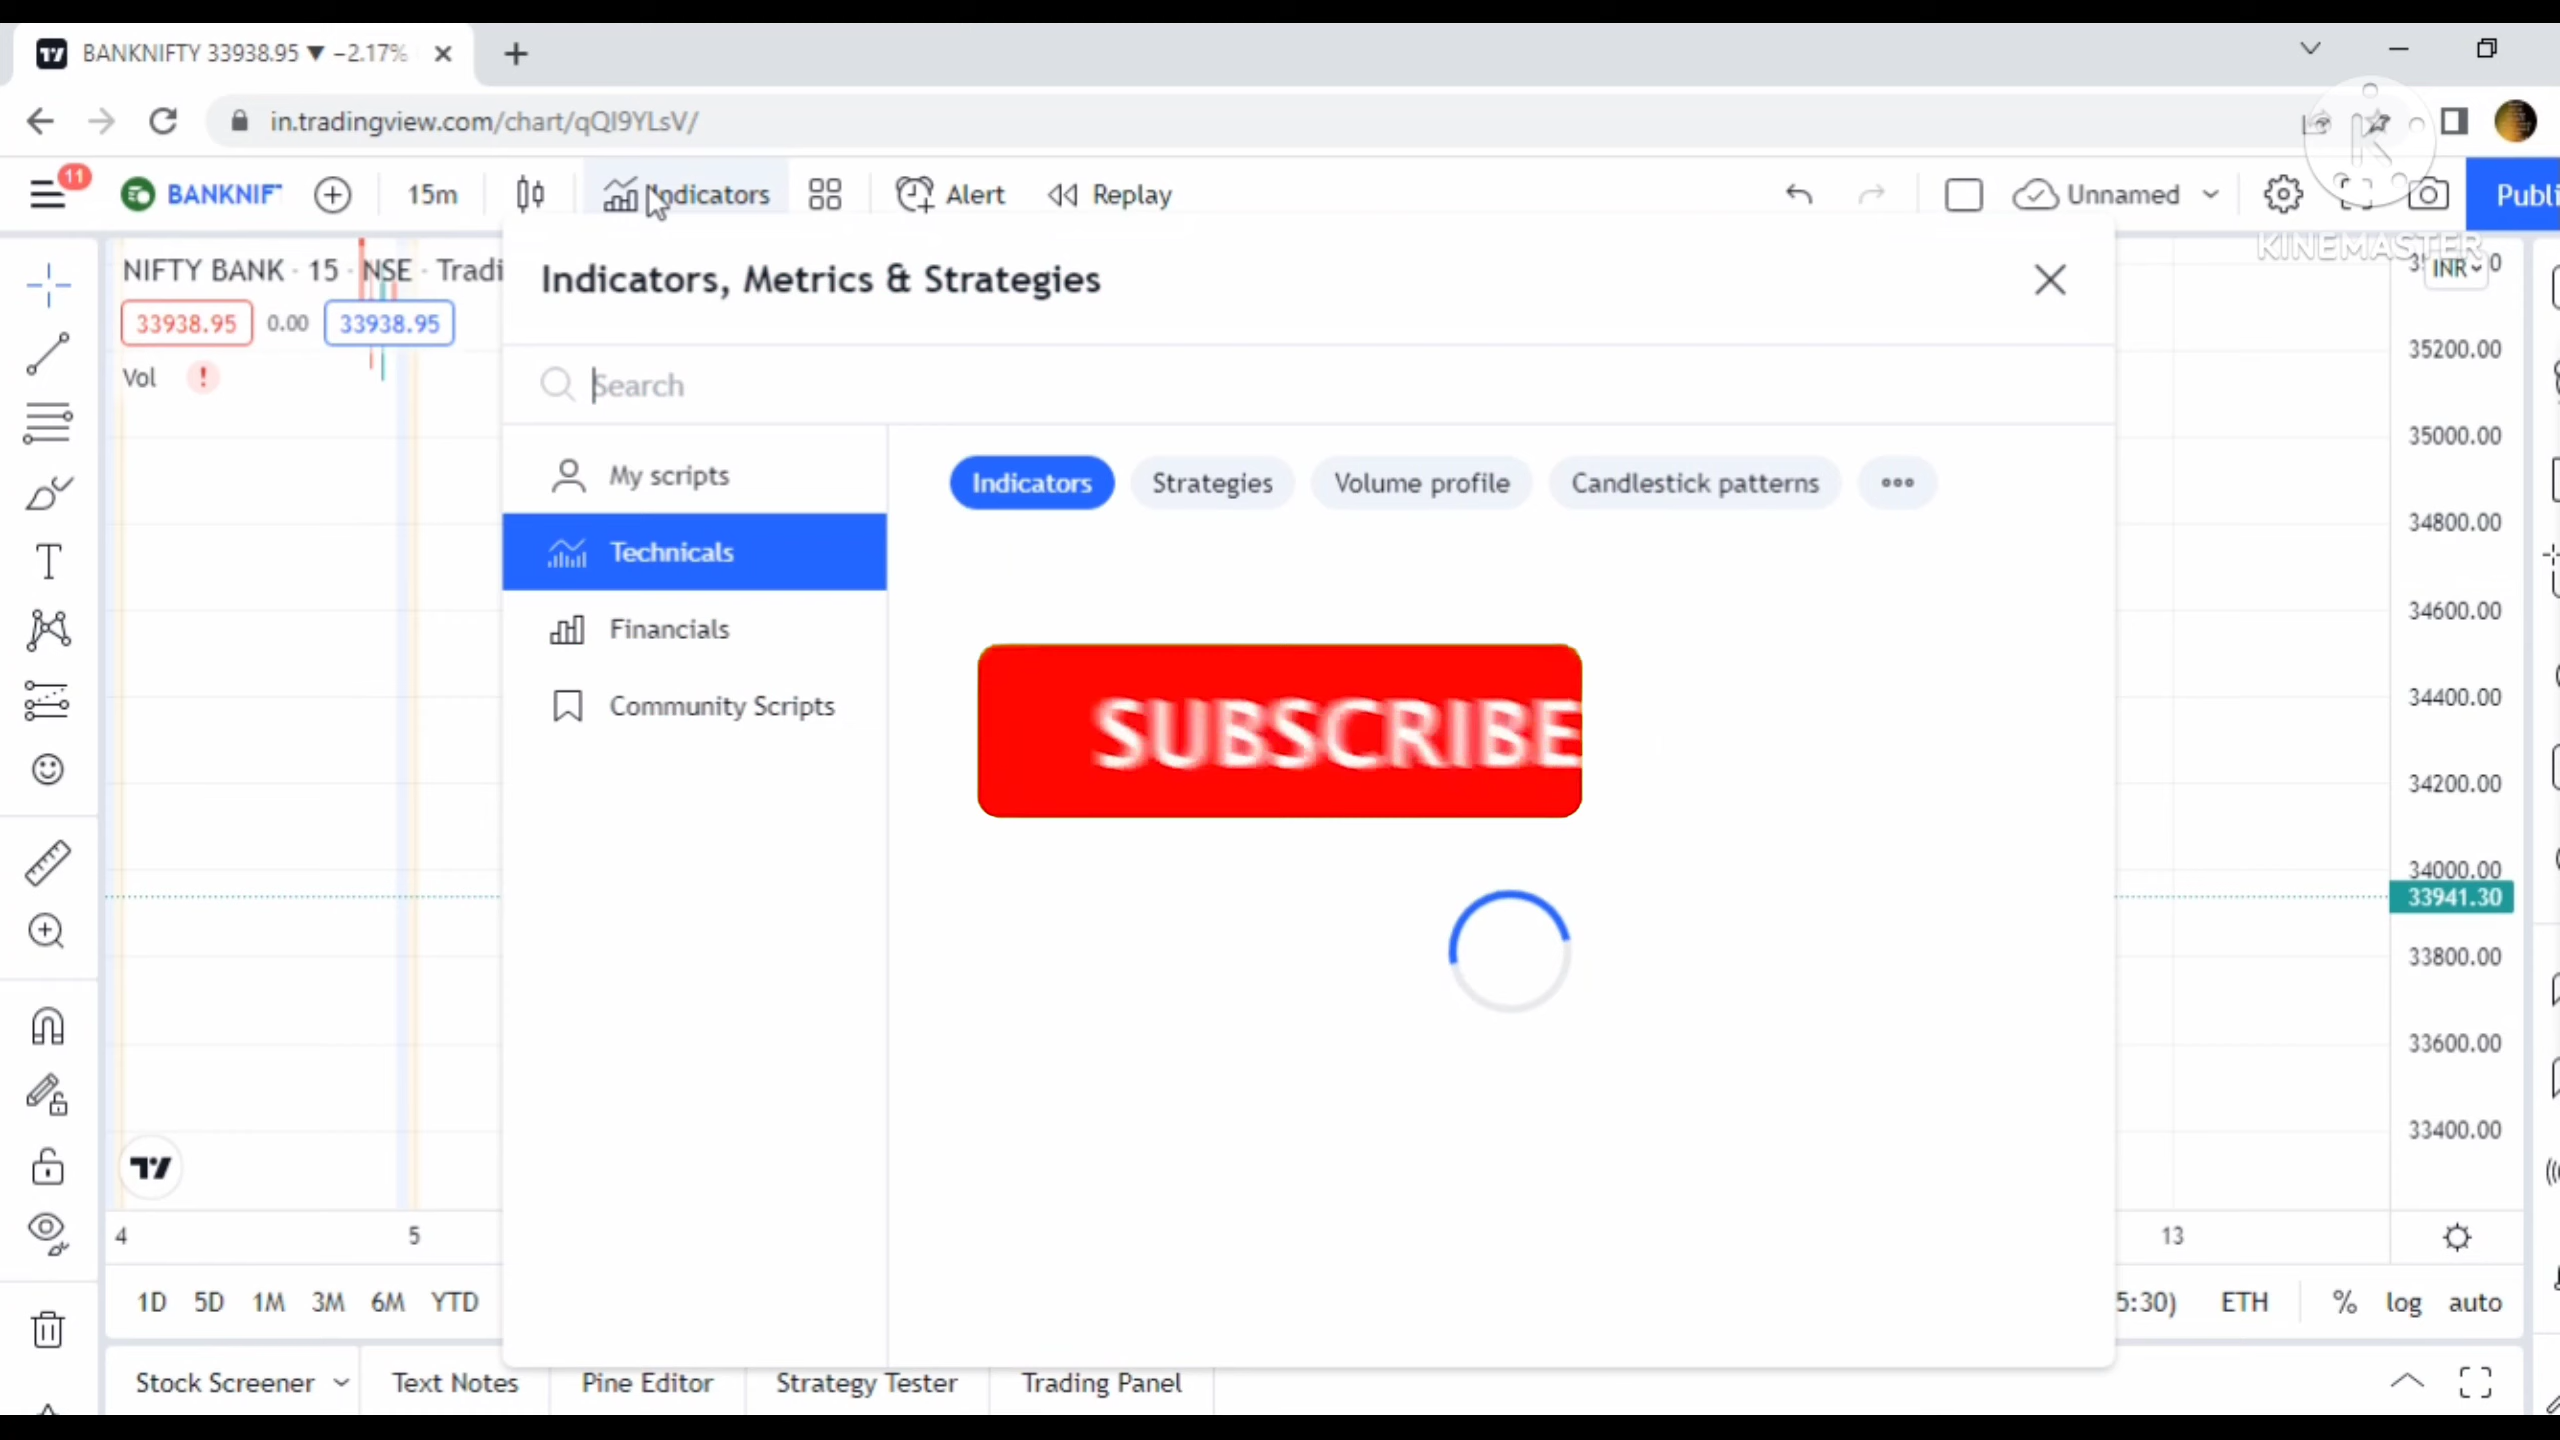 BANKNIFTY 33938.95 ▼ −2.17%
in.tradingview.com/chart/qQI9YLsV/
11
BANKNIF
15m
Indicators
Alert
Replay
Unnamed
Publi
KINEMASTER
NIFTY BANK · 15 · NSE · Tradi
33938.95 0.00 33938.95
Vol
!
Indicators, Metrics & Strategies
Search
My scripts
Technicals
Financials
Community Scripts
Indicators
Strategies
Volume profile
Candlestick patterns
SUBSCRIBE
INR
35200.00
35000.00
34800.00
34600.00
34400.00
34200.00
34000.00
33941.30
33800.00
33600.00
33400.00
4 5 13
1D 5D 1M 3M 6M YTD
5:30) ETH % log auto
Stock Screener Text Notes Pine Editor Strategy Tester Trading Panel